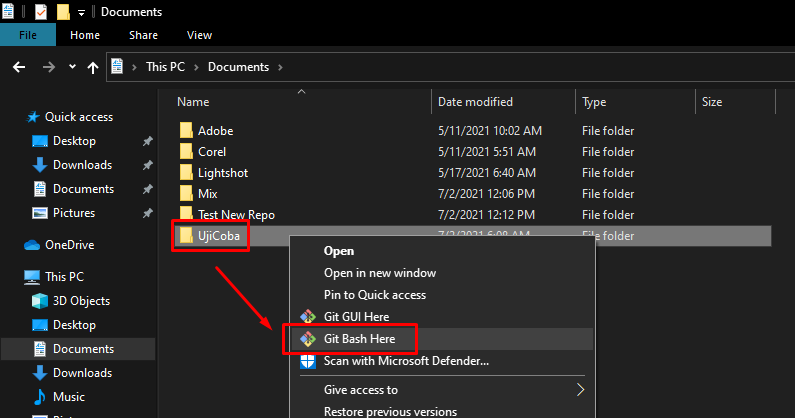 Documents
File
Home
Share
View
This PC
Documents
Name
Date modified
Type
Size
Quick access
Desktop
Downloads
Documents
Pictures
OneDrive
This PC
3D Objects
Desktop
Documents
Downloads
Music
Adobe 5/11/2021 10:02 AM File folder
Corel 5/11/2021 5:51 AM File folder
Lightshot 5/17/2021 6:40 AM File folder
Mix 7/2/2021 12:06 PM File folder
Test New Repo 7/2/2021 12:12 PM File folder
UjiCoba 7/2/2021 6:08 AM File folder
Open
Open in new window
Pin to Quick access
Git GUI Here
Git Bash Here
Scan with Microsoft Defender...
Give access to
Restore previous versions